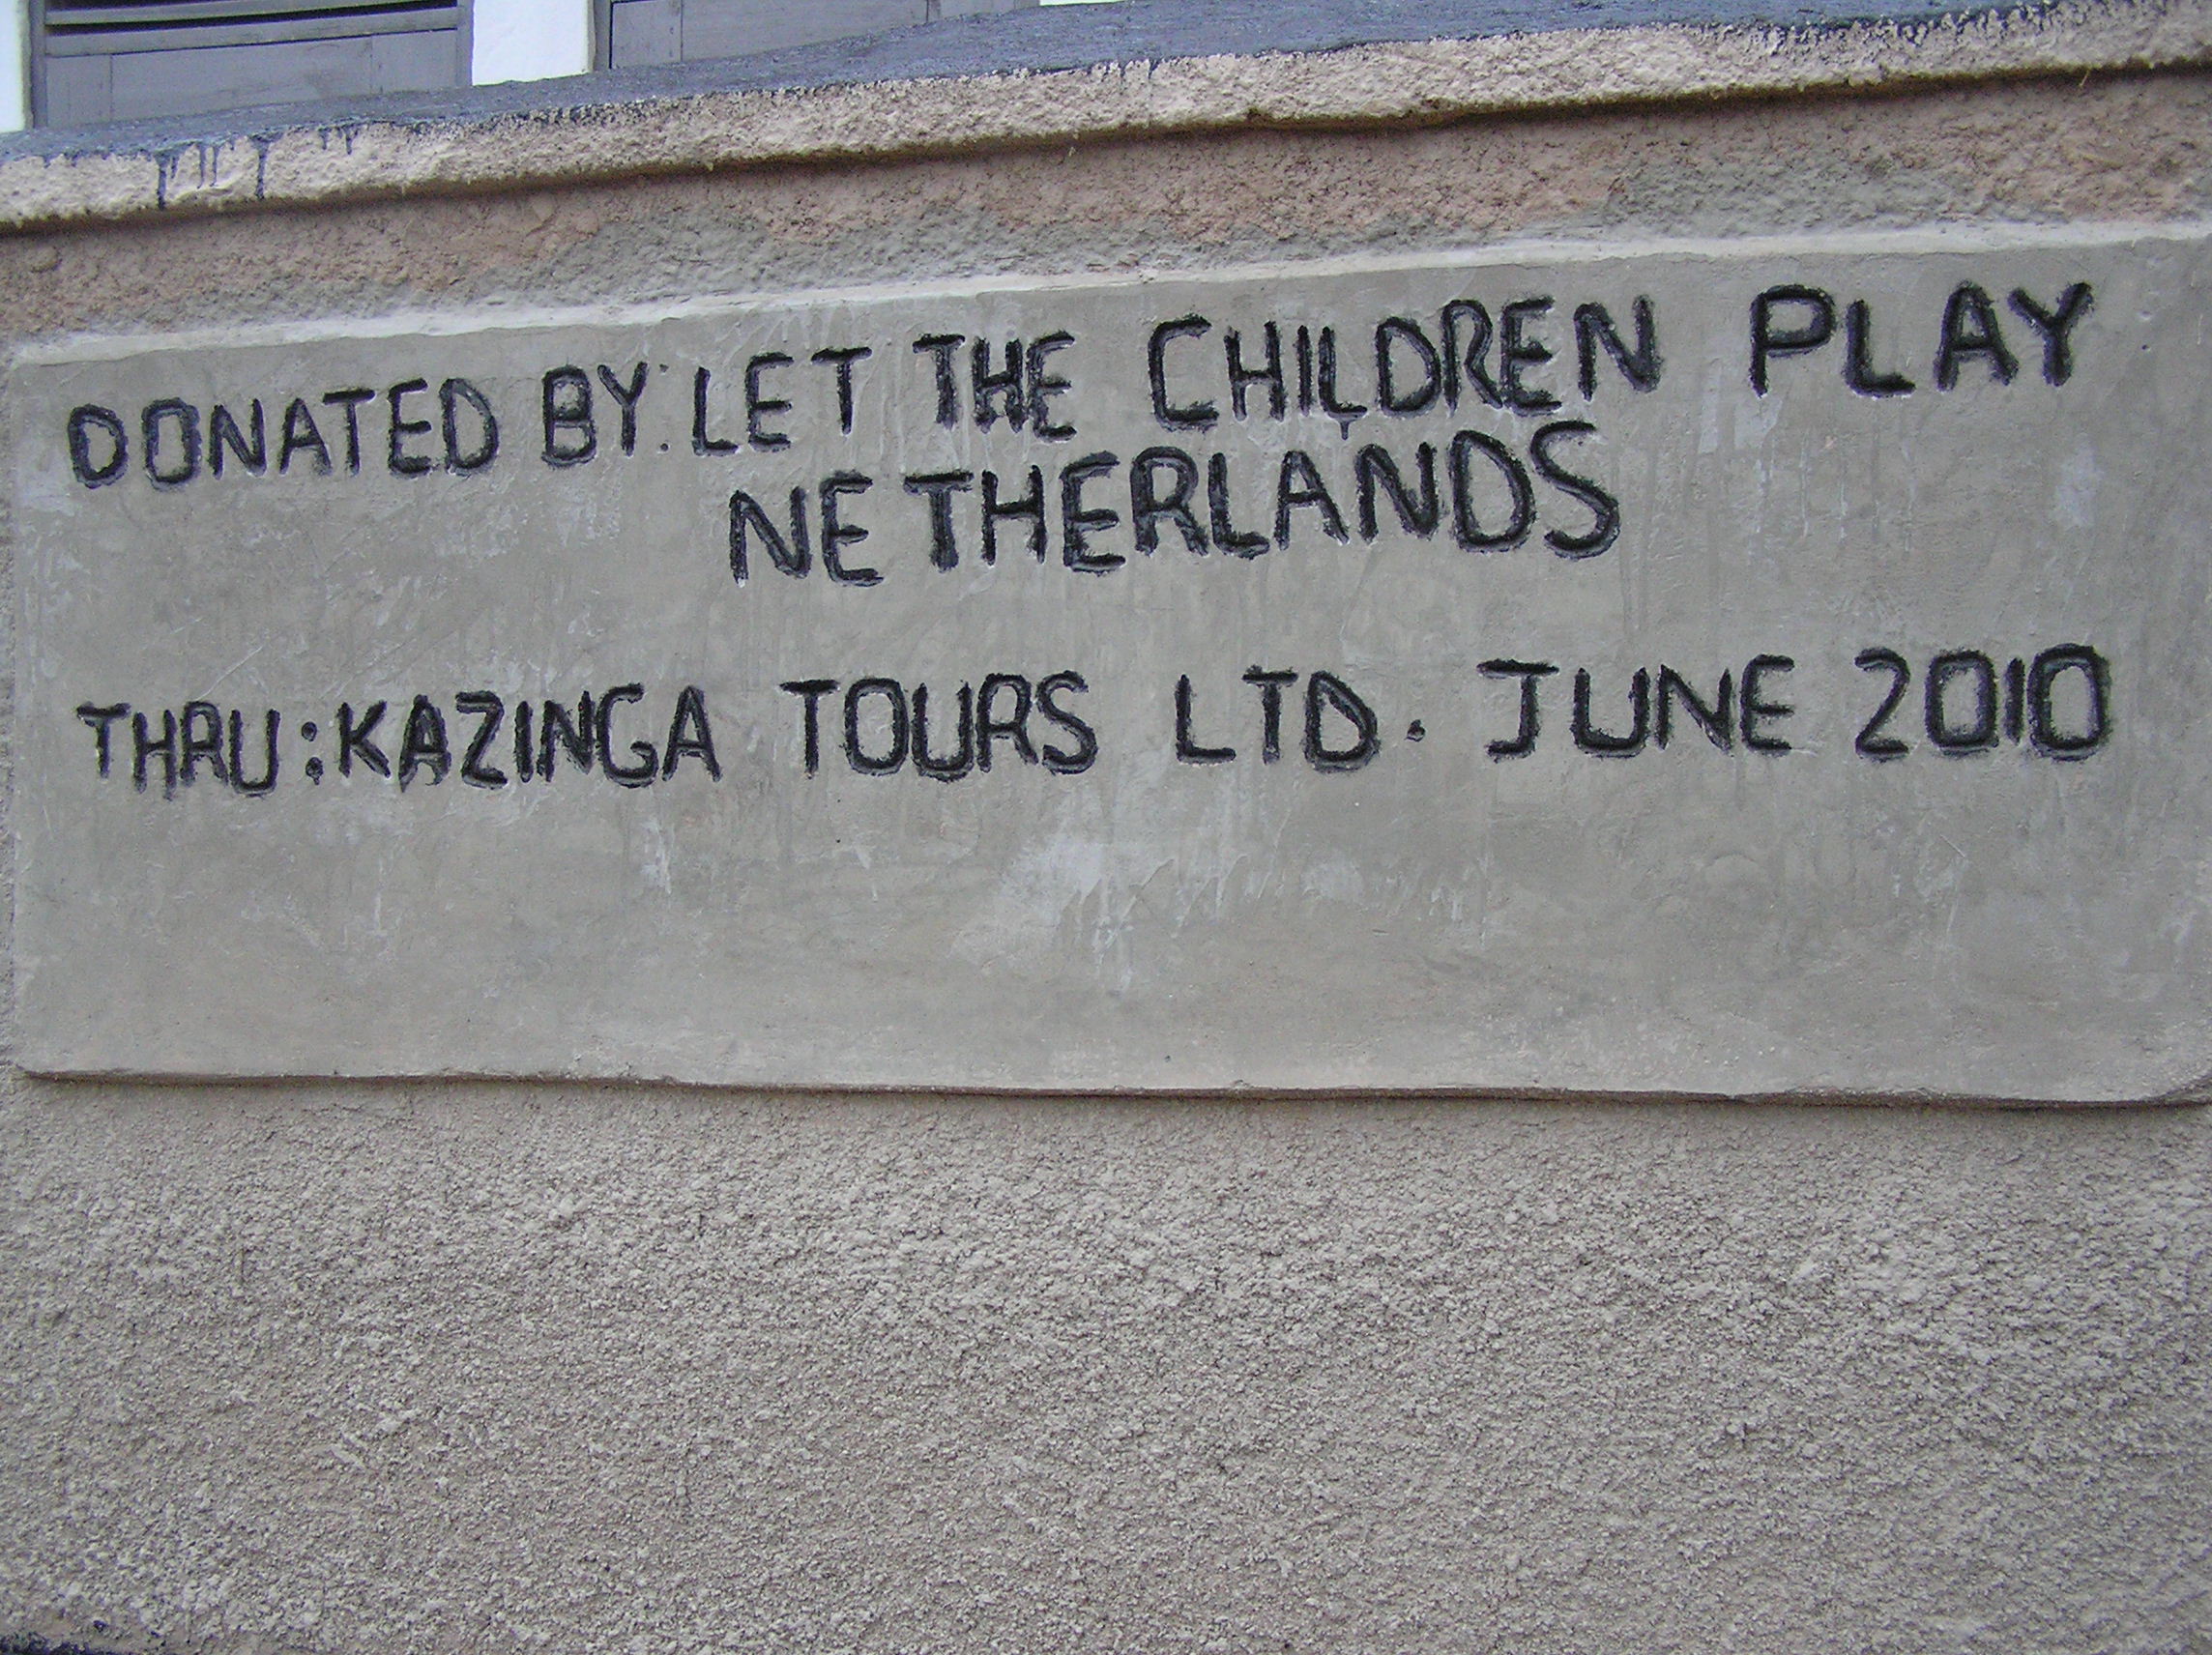 DONATED BY: LET THE CHILDREN PLAY
NETHERLANDS
THRU: KAZINGA TOURS LTD. JUNE 2010